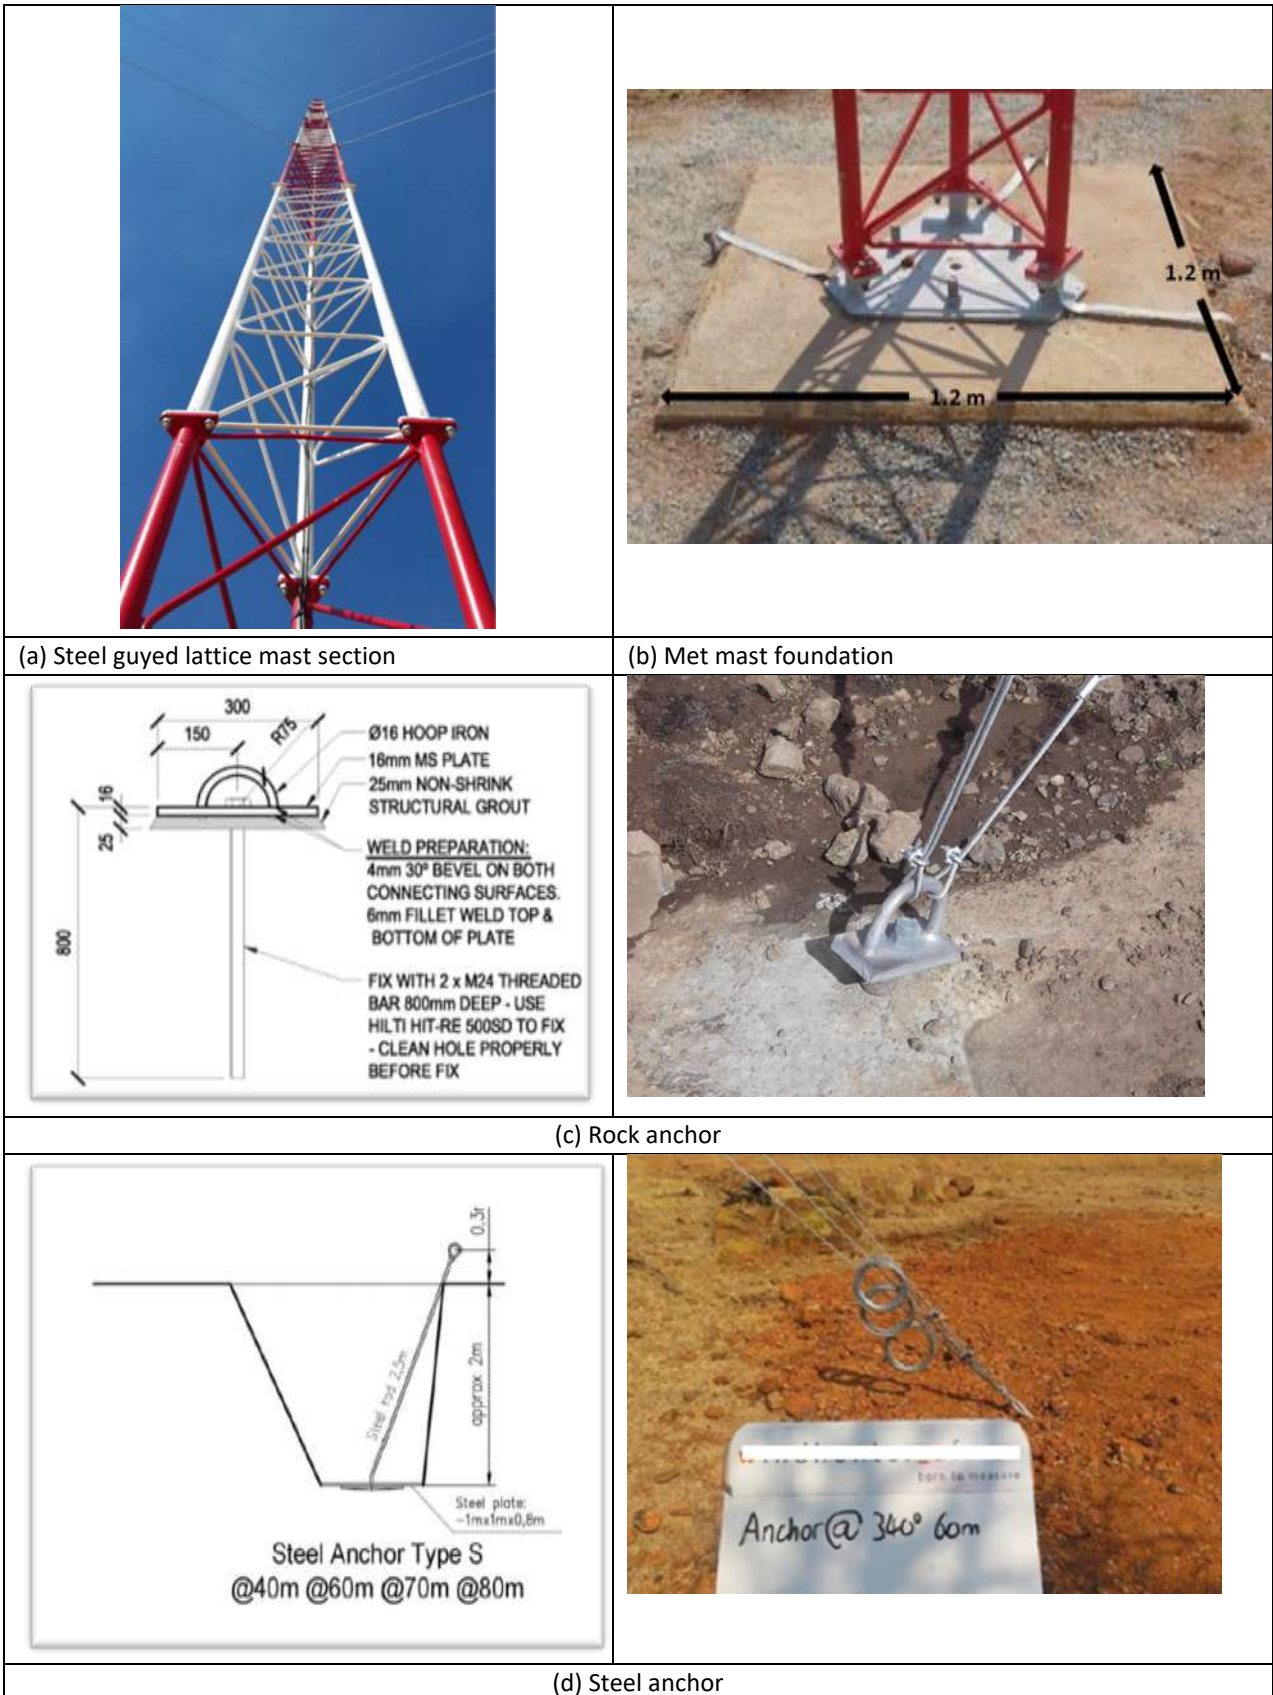 1.2 m
1.2 m
(a) Steel guyed lattice mast section
(b) Met mast foundation
300
150
R75
16
25
800
Ø16 HOOP IRON
16mm MS PLATE
25mm NON-SHRINK
STRUCTURAL GROUT
WELD PREPARATION:
4mm 30º BEVEL ON BOTH
CONNECTING SURFACES.
6mm FILLET WELD TOP &
BOTTOM OF PLATE
FIX WITH 2 x M24 THREADED
BAR 800mm DEEP - USE
HILTI HIT-RE 500SD TO FIX
- CLEAN HOLE PROPERLY
BEFORE FIX
(c) Rock anchor
Steel rod 2,5m
approx 2m
Steel plate:
~1mx1mx0,8m
Steel Anchor Type S
@40m @60m @70m @80m
born to measure
Anchor@ 340° 60m
(d) Steel anchor